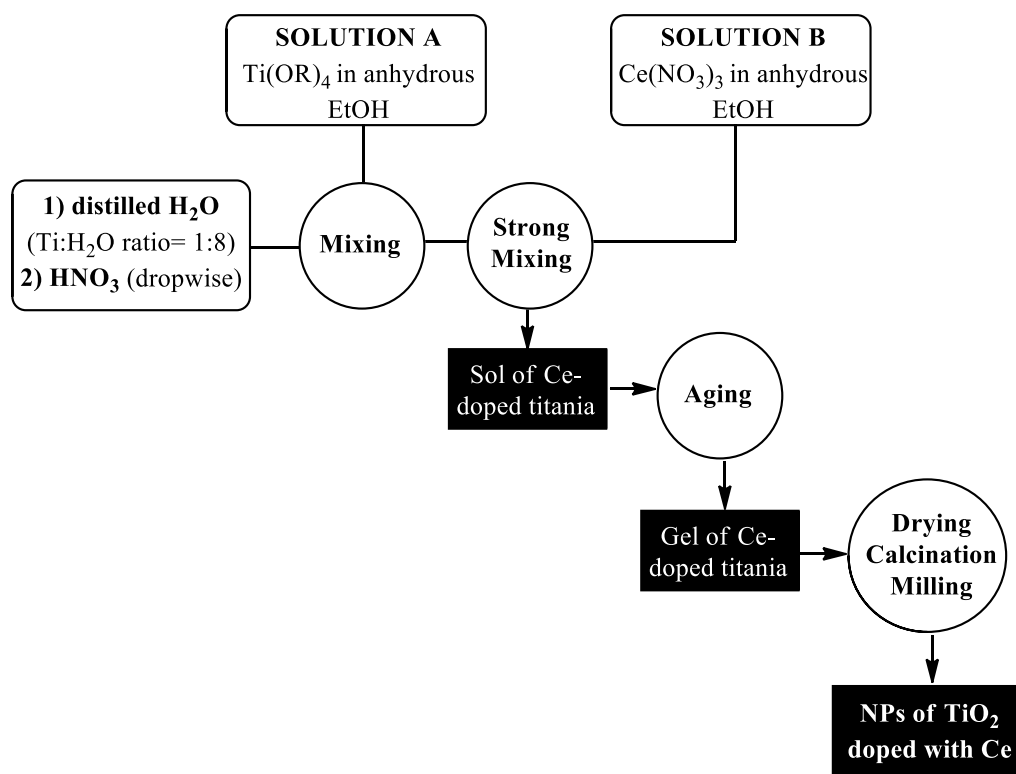 SOLUTION A
Ti(OR)4 in anhydrous
EtOH
SOLUTION B
Ce(NO3)3 in anhydrous
EtOH
1) distilled H2O
(Ti:H2O ratio= 1:8)
2) HNO3 (dropwise)
Mixing
Strong
Mixing
Sol of Ce-
doped titania
Aging
Gel of Ce-
doped titania
Drying
Calcination
Milling
NPs of TiO2
doped with Ce